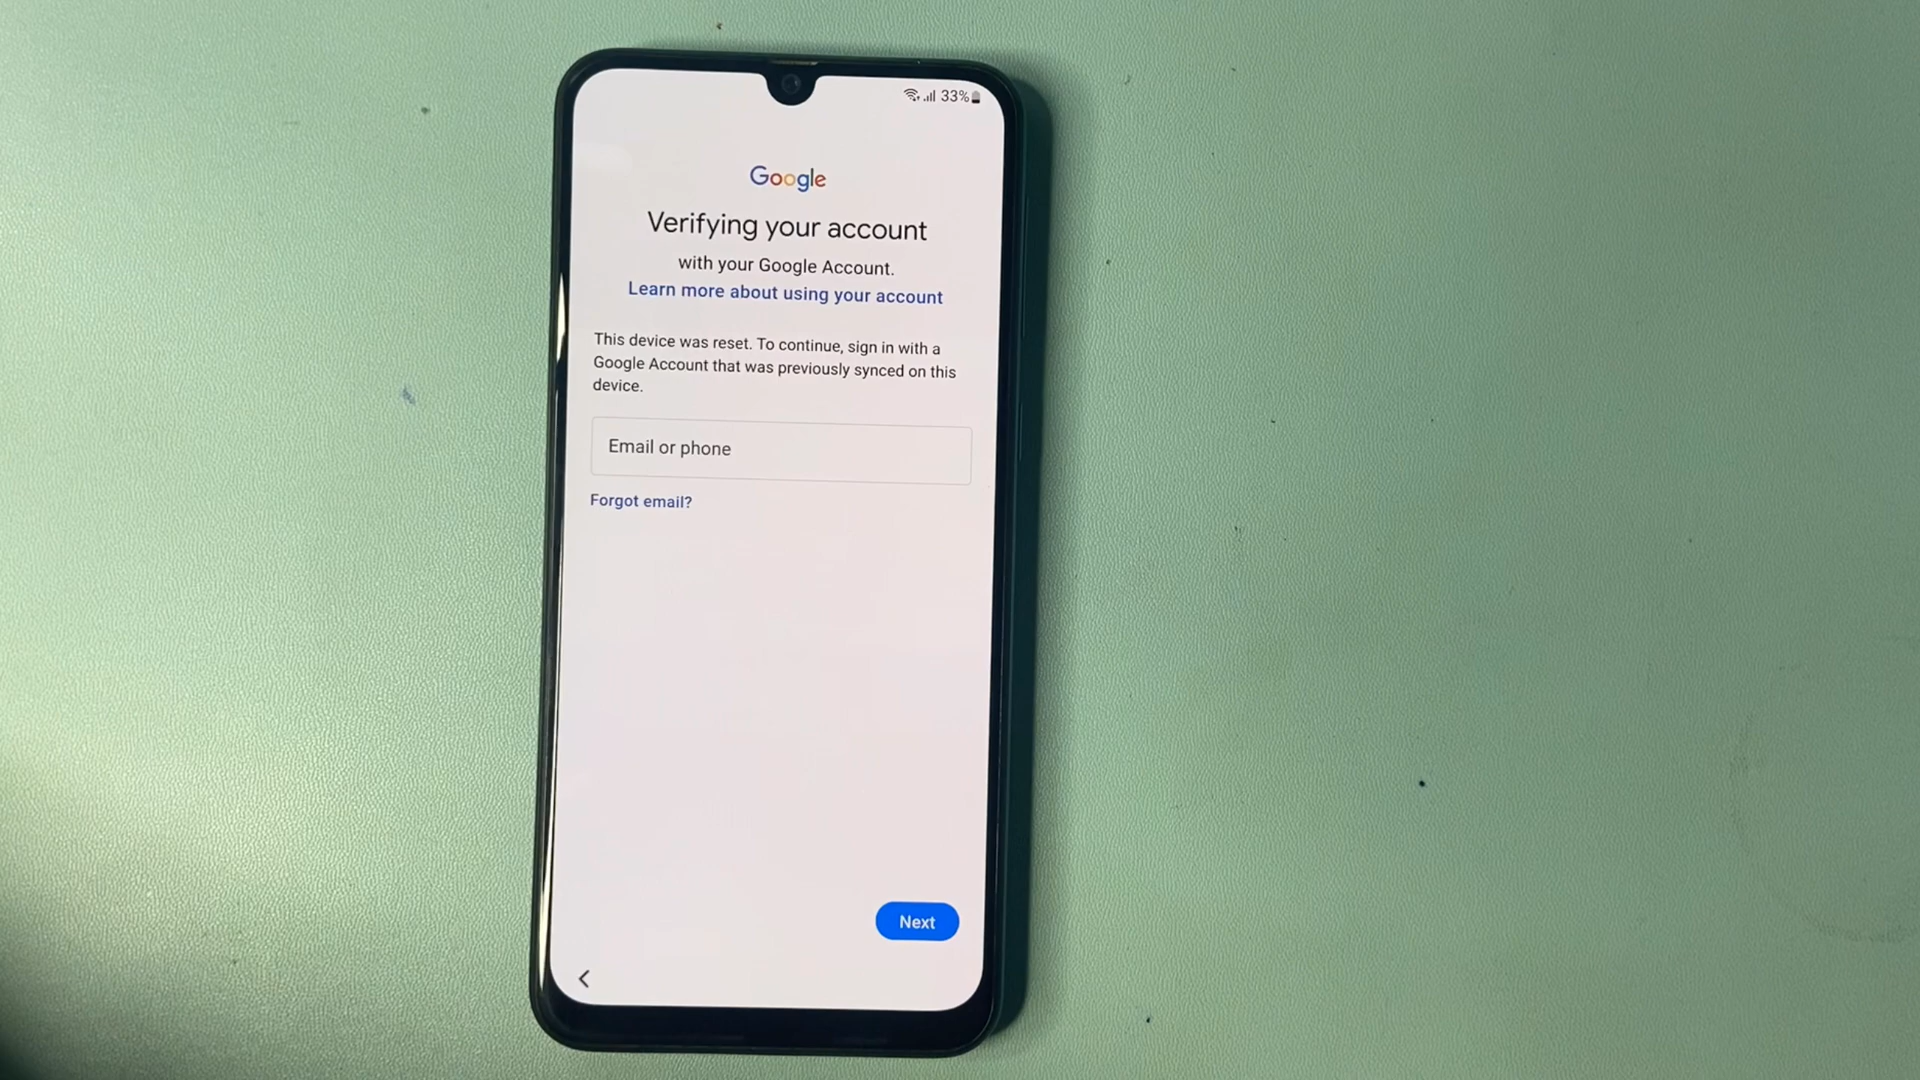 33%
Google
Verifying your account
with your Google Account.
Learn more about using your account
This device was reset. To continue, sign in with a
Google Account that was previously synced on this
device.
Email or phone
Forgot email?
Next